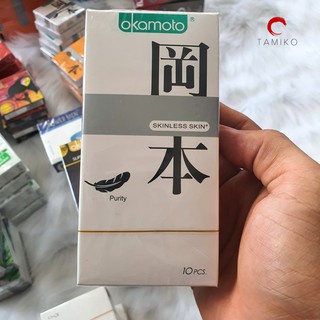 TAMIKO
okamoto
岡
SKINLESS SKIN®
本
Purity
10 PCS.